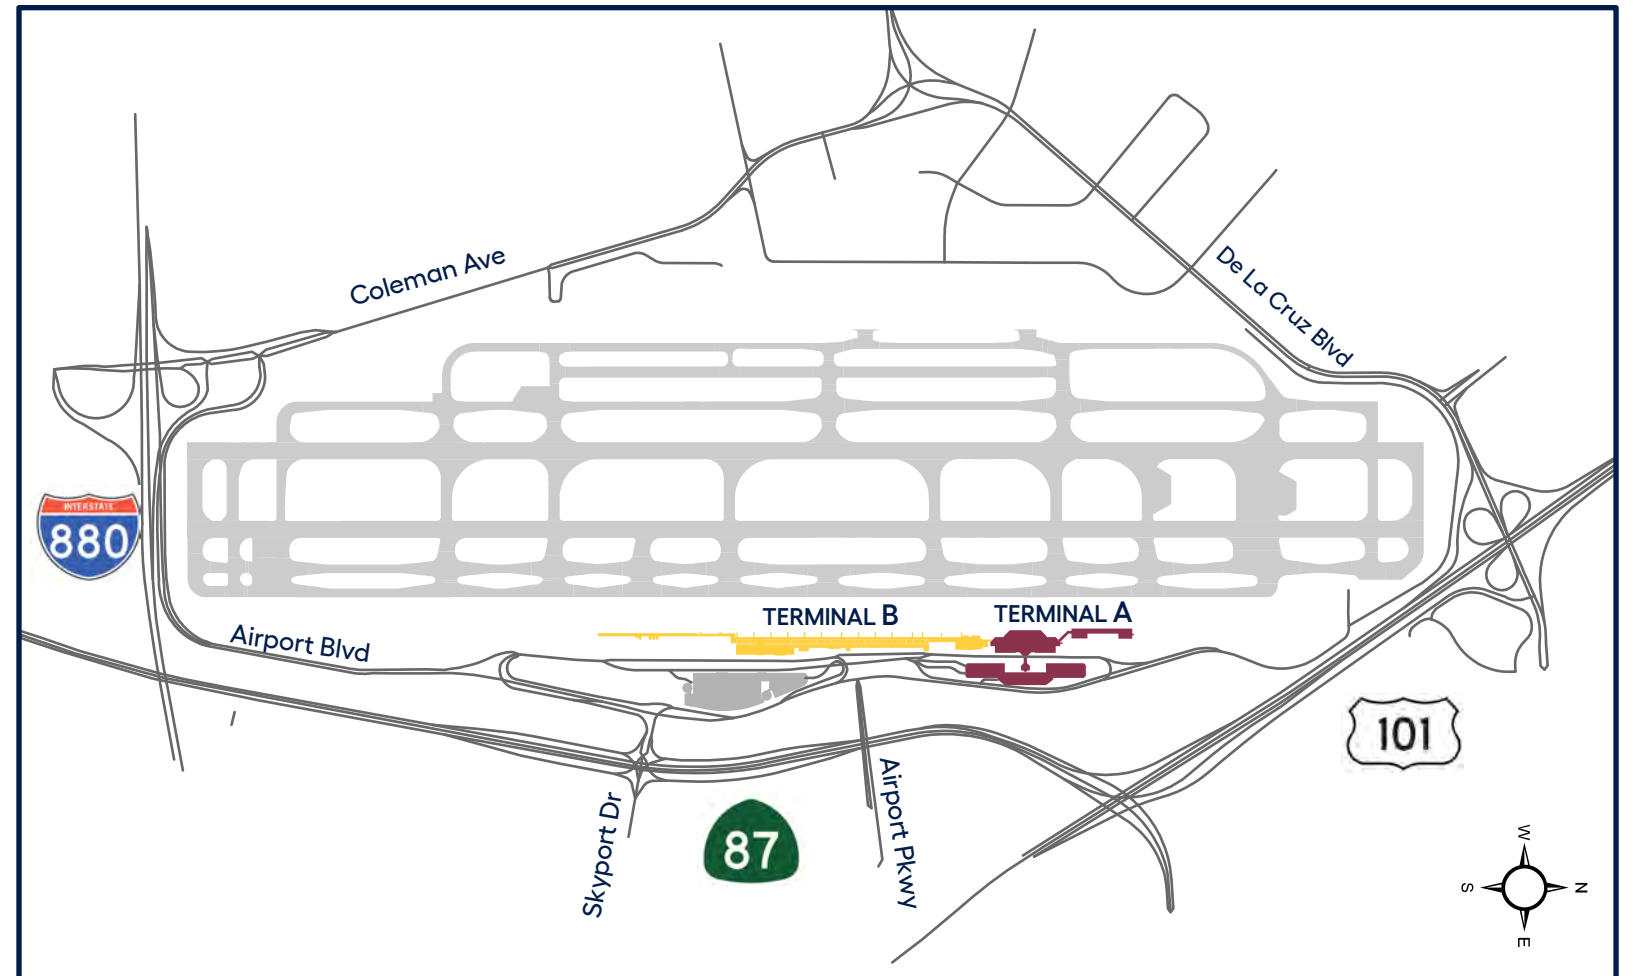 Coleman Ave
De La Cruz Blvd
INTERSTATE
880
TERMINAL B
TERMINAL A
Airport Blvd
101
Skyport Dr
87
Airport Pkwy
W
S
N
E